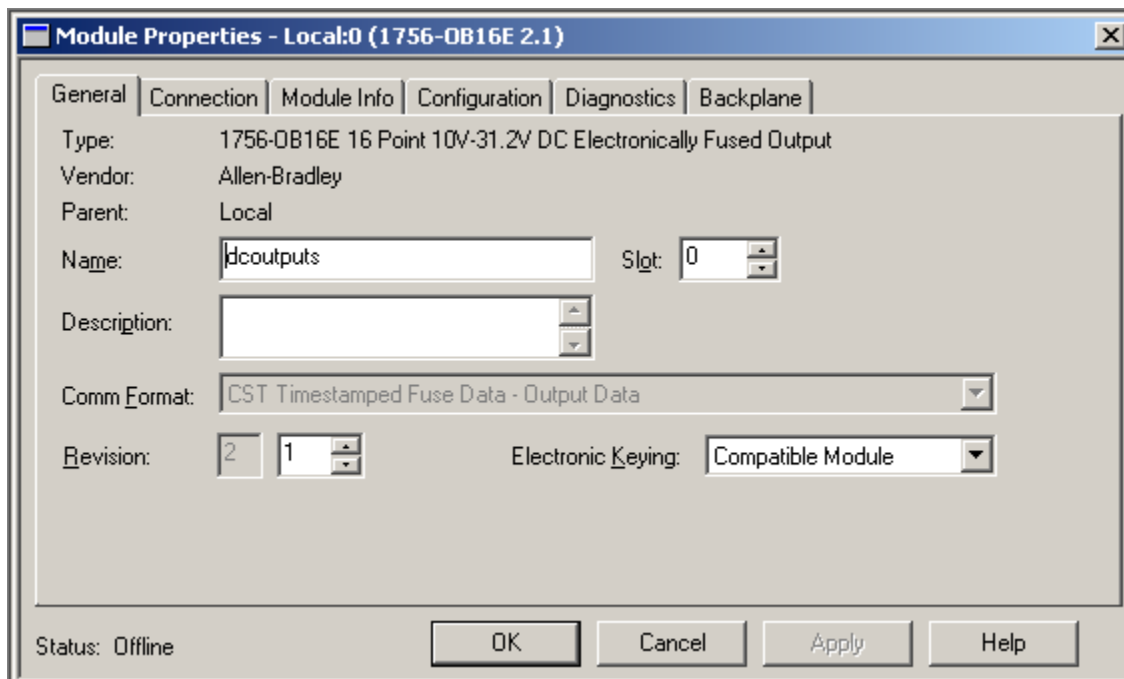 Module Properties - Local:0 (1756-OB16E 2.1)
General Connection Module Info Configuration Diagnostics Backplane
Type: 1756-OB16E 16 Point 10V-31.2V DC Electronically Fused Output
Vendor: Allen-Bradley
Parent: Local
Name: dcoutputs Slot: 0
Description:
Comm Format: CST Timestamped Fuse Data - Output Data
Revision: 2 1 Electronic Keying: Compatible Module
Status: Offline OK Cancel Apply Help